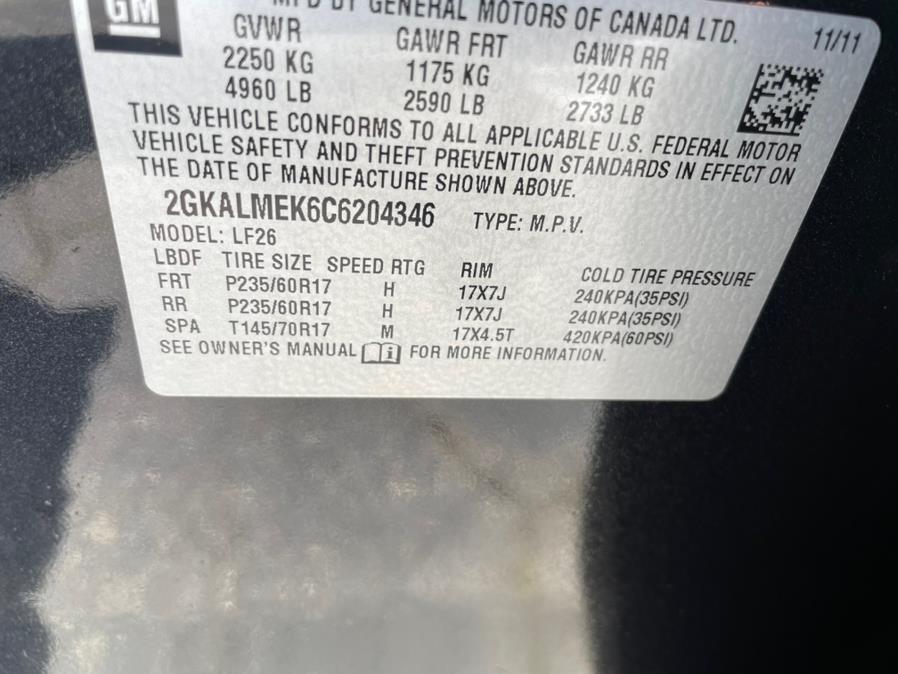 GM
MFD BY GENERAL MOTORS OF CANADA LTD.
11/11
GVWR GAWR FRT GAWR RR
2250 KG 1175 KG 1240 KG
4960 LB 2590 LB 2733 LB
THIS VEHICLE CONFORMS TO ALL APPLICABLE U.S. FEDERAL MOTOR
VEHICLE SAFETY AND THEFT PREVENTION STANDARDS IN EFFECT ON
THE DATE OF MANUFACTURE SHOWN ABOVE.
2GKALMEK6C6204346 TYPE: M.P.V.
MODEL: LF26
LBDF TIRE SIZE SPEED RTG RIM COLD TIRE PRESSURE
FRT P235/60R17 H 17X7J 240KPA(35PSI)
RR P235/60R17 H 17X7J 240KPA(35PSI)
SPA T145/70R17 M 17X4.5T 420KPA(60PSI)
SEE OWNER'S MANUAL i FOR MORE INFORMATION.